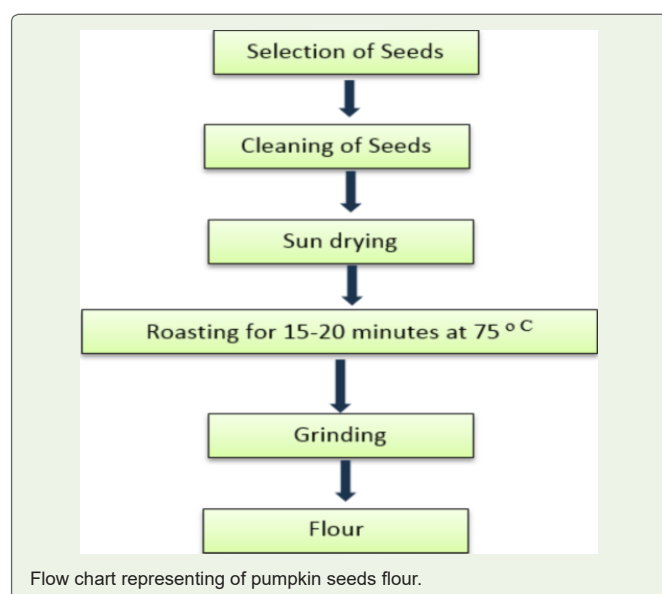 Selection of Seeds
Cleaning of Seeds
Sun drying
Roasting for 15-20 minutes at 75 ᵒ ᶜ
Grinding
Flour
Flow chart representing of pumpkin seeds flour.